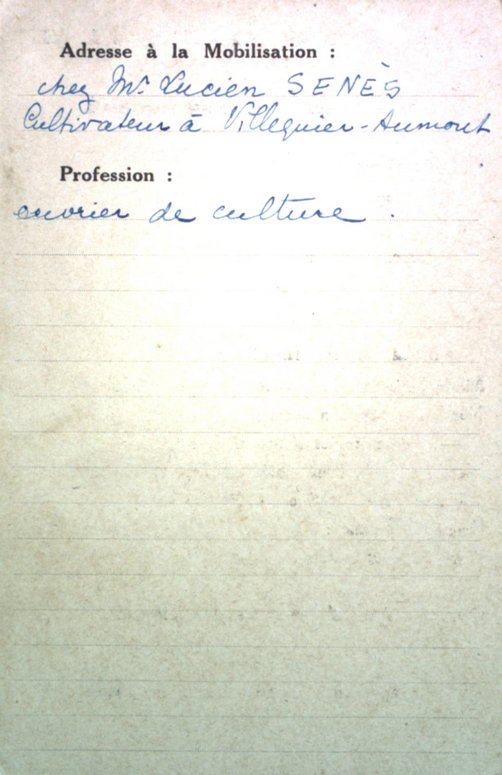 Adresse à la Mobilisation :
chez Mr Lucien SENÈS
Cultivateur à Villequier-Aumont
Profession :
ouvrier de culture .